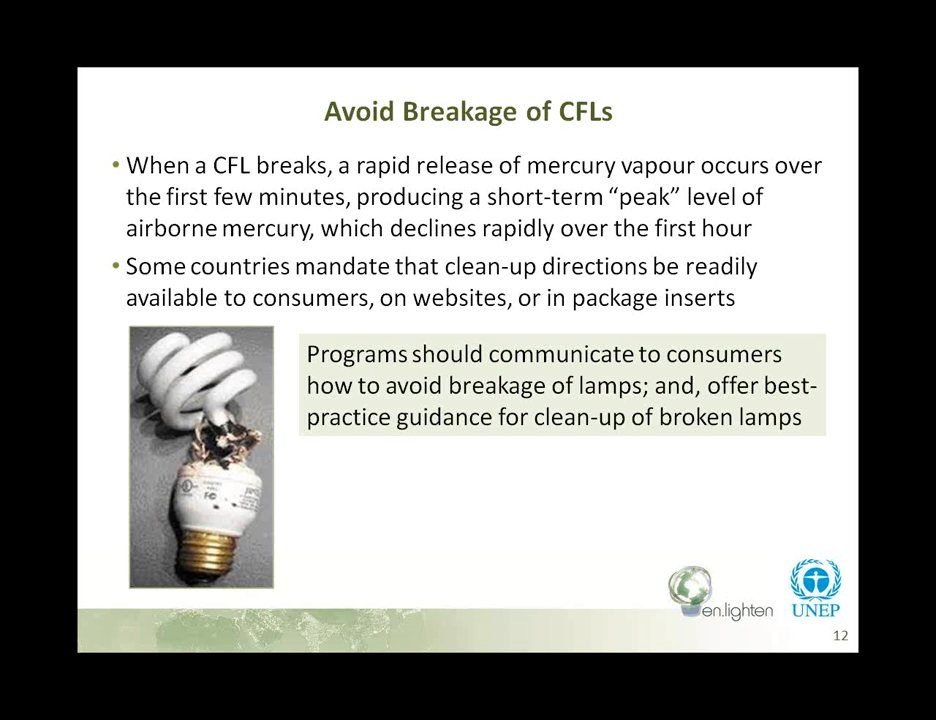 Avoid Breakage of CFLs
• When a CFL breaks, a rapid release of mercury vapour occurs over
the first few minutes, producing a short-term “peak” level of
airborne mercury, which declines rapidly over the first hour
• Some countries mandate that clean-up directions be readily
available to consumers, on websites, or in package inserts
Programs should communicate to consumers
how to avoid breakage of lamps; and, offer best-
practice guidance for clean-up of broken lamps
en.lighten
UNEP
12